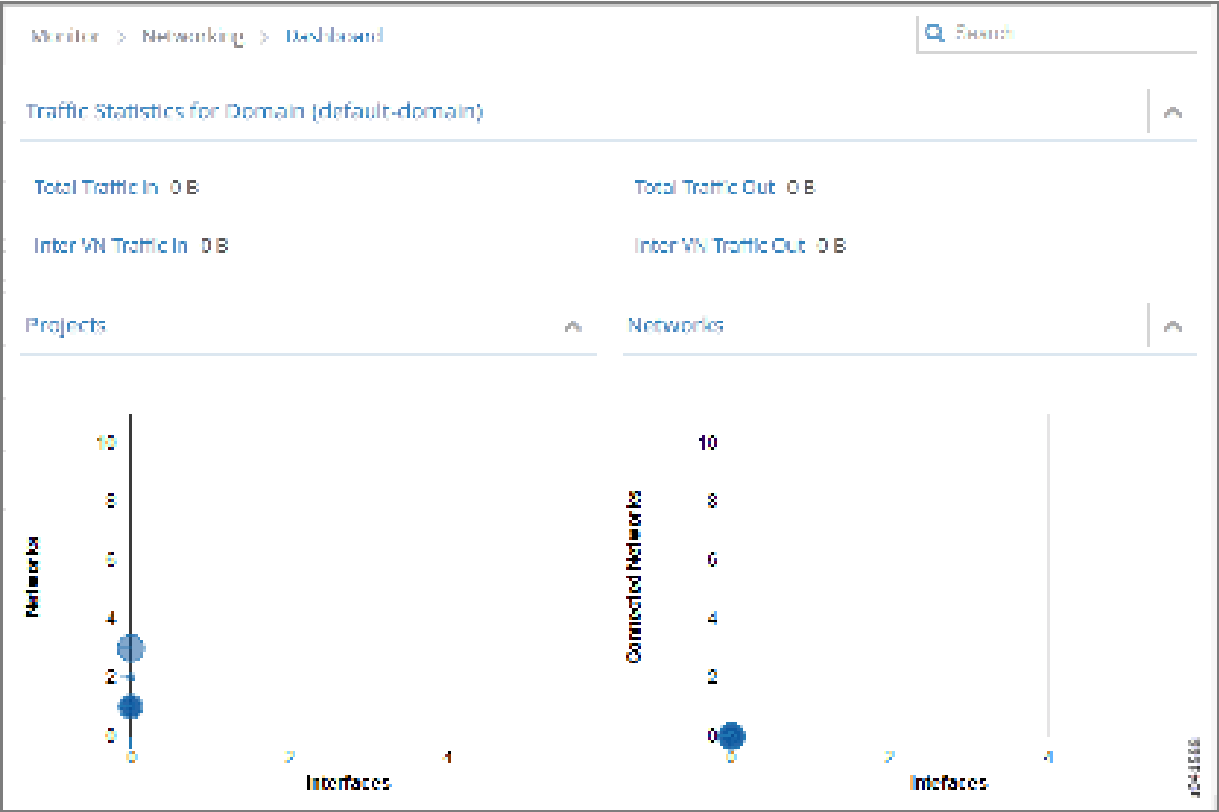 Monitor > Networking > Dashboard
Search
Traffic Statistics for Domain (default-domain)
Total Traffic In 0 B
Total Traffic Out 0 B
Inter VN Traffic In 0 B
Inter VN Traffic Out 0 B
Projects
Networks
10
8
6
4
2
0
Networks
0 2 4
Interfaces
10
8
6
4
2
0
Connected Networks
0 2 4
Intefaces